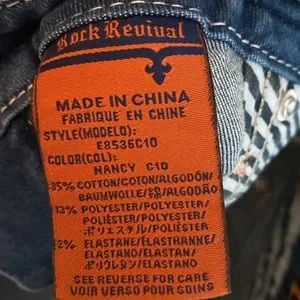 Rock Revival
MADE IN CHINA
FABRIQUE EN CHINE
STYLE(MODELO):
E8536C10
COLOR(COL):
NANCY C10
85% COTTON/COTON/ALGODÓN/
BAUMWOLLE/綿/ALGODÃO
13% POLYESTER/POLYESTER/
POLIÉSTER/POLYESTER/
ポリエステル/POLIÉSTER
2% ELASTANE/ÉLASTHANNE/
ELASTANO/ELASTAN/
ポリウレタン/ELASTANO
SEE REVERSE FOR CARE
VOIR VERSO POUR SOINS